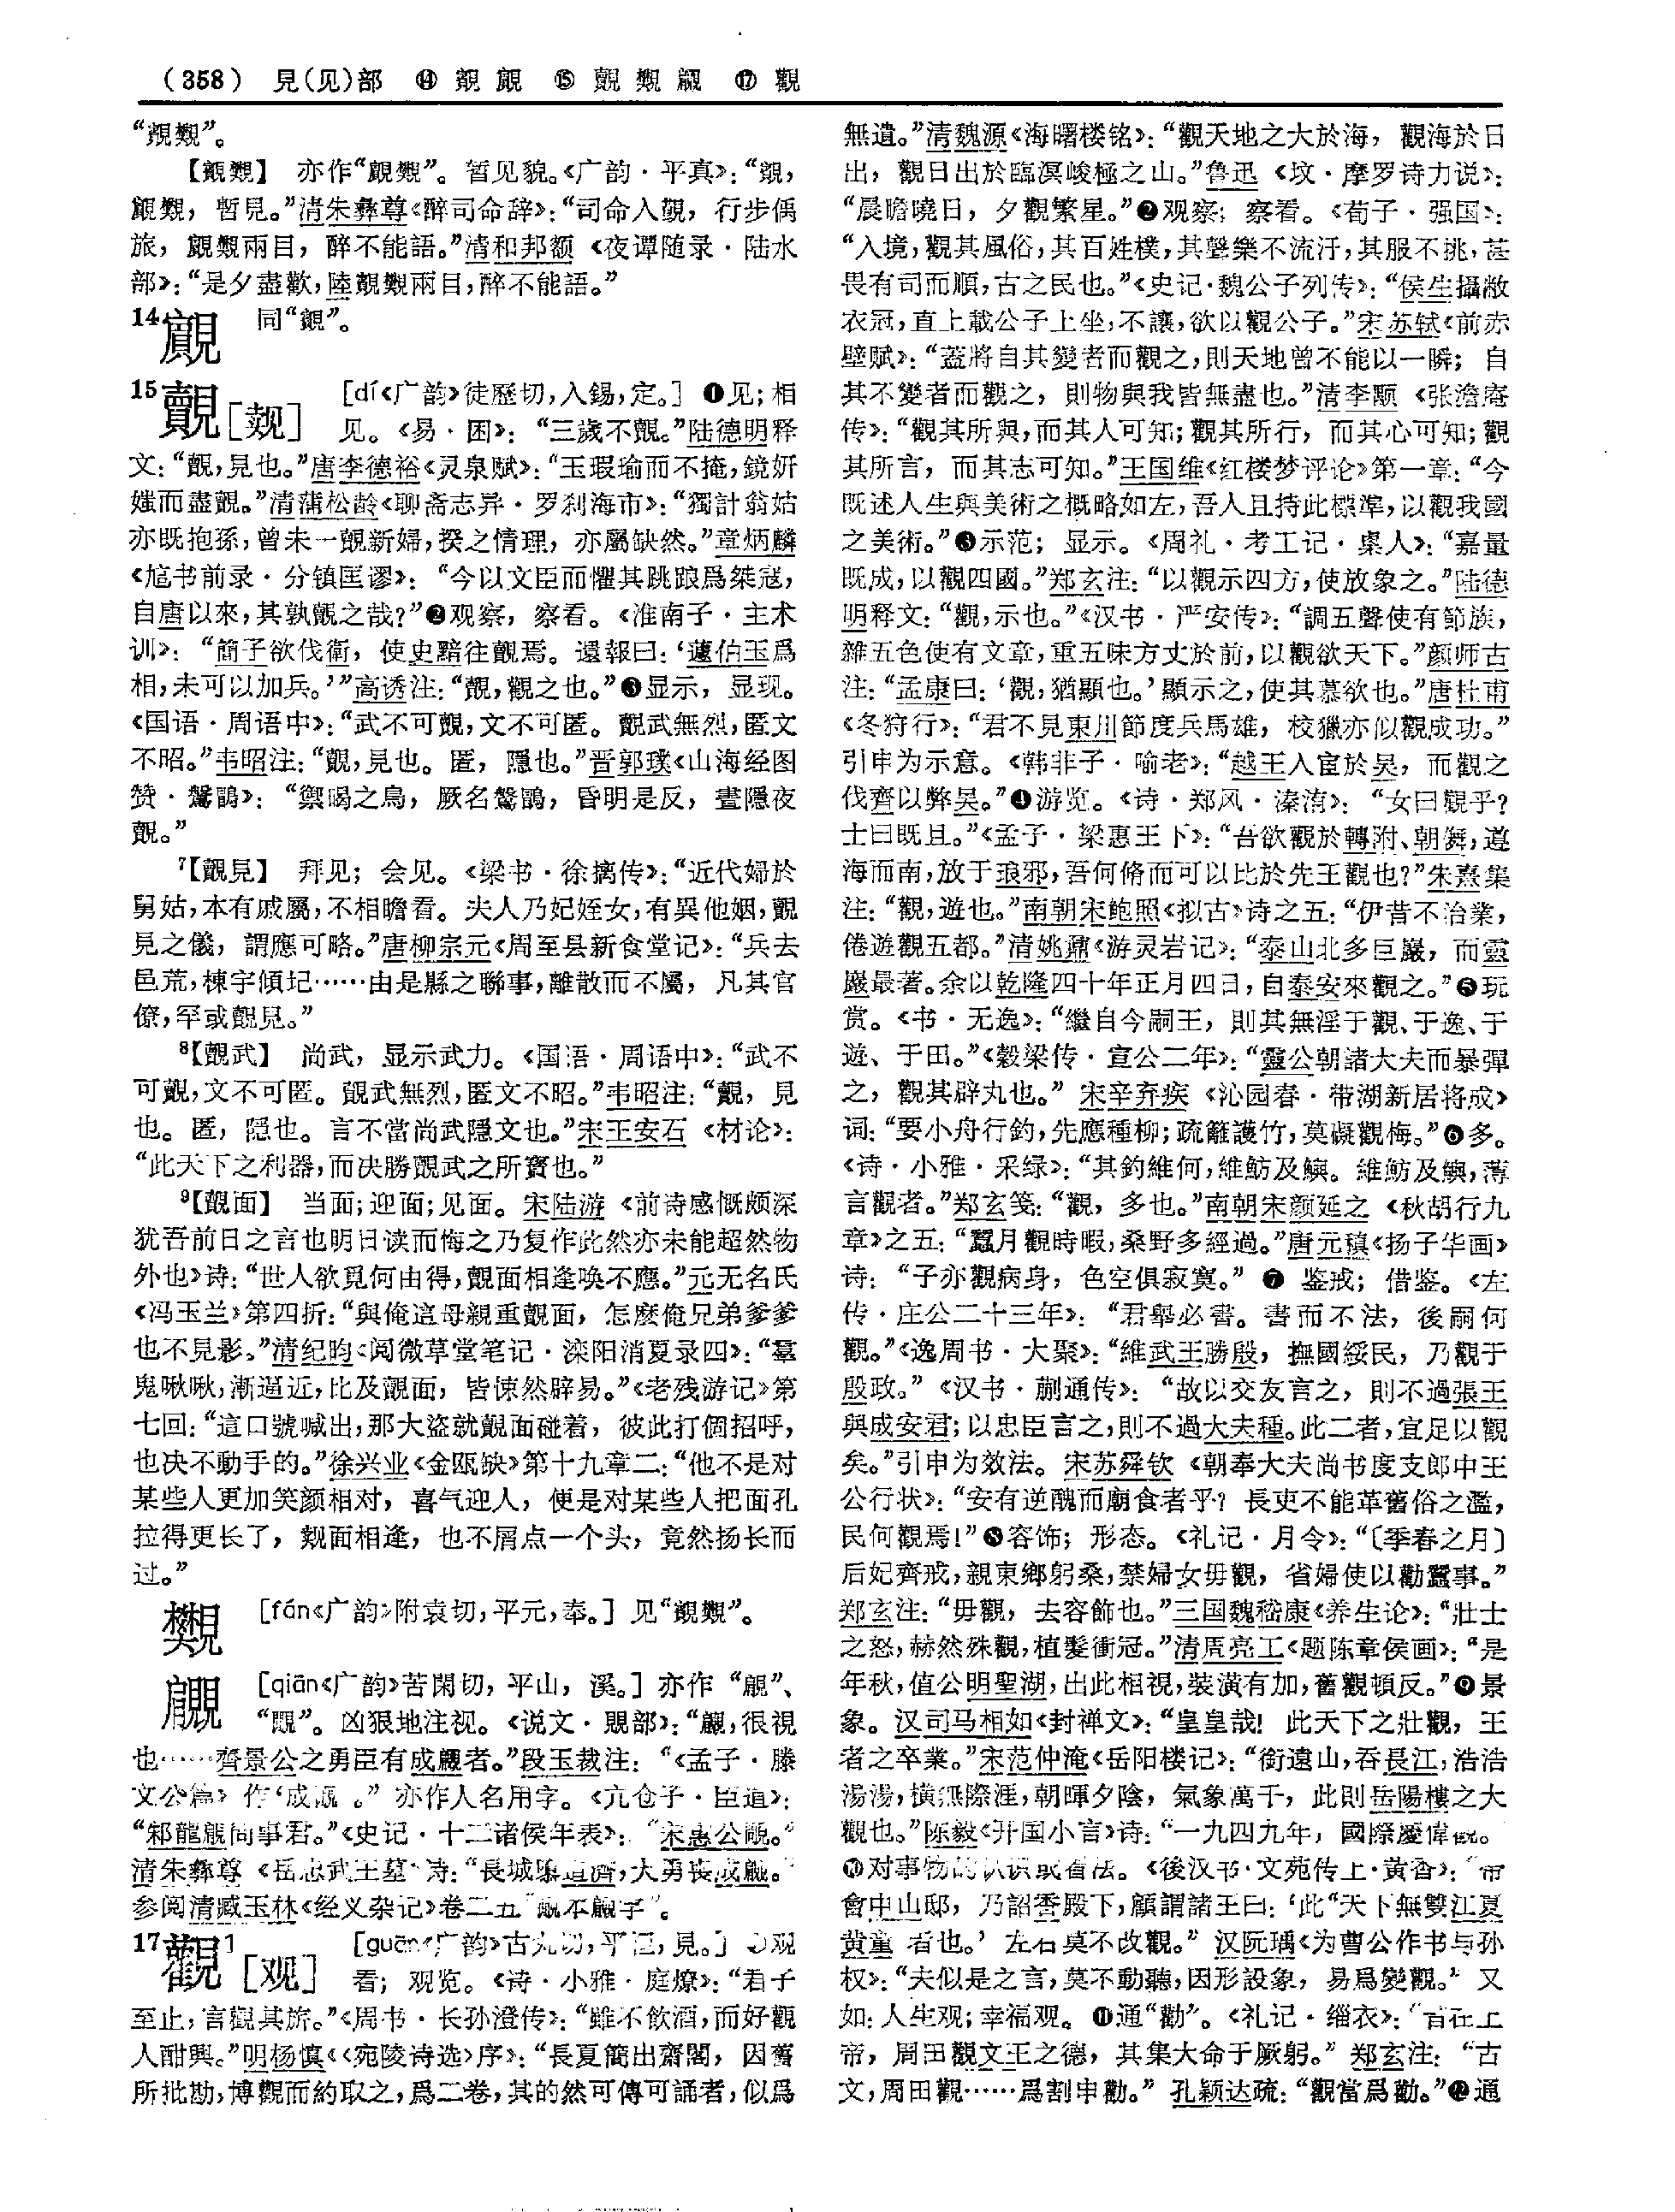 （358） 見(见)部 ⑭ 覾 覿 ⑮ 覿 䙪 䚀 ⑰ 觀
“覭䙪”。
亦作“ 䙪”。暂见貌。《广韵·平真》：“
暫見。”清朱彝尊《醉司命辞》：“司命入覲，行步偊
旅， 兩目，醉不能語。”清和邦额《夜谭随录·陆水
部》：“是夕盡歡，陸 兩目，醉不能語。”
14 同“ ”。
15覿［觌］ ［dí《广韵》徒歷切，入錫，定。］❶见；相
见。《易·困》：“三歲不覿。”陆德明释
文：“覿，見也。”唐李德裕《灵泉赋》：“玉瑕瑜而不掩，鏡妍
媸而盡覿。”清蒲松龄《聊斋志异·罗刹海市》：“獨計翁姑
亦既抱孫，曾未一覿新婦，揆之情理，亦屬缺然。”章炳麟
《訄书前录·分镇匡谬》：“今以文臣而懼其跳踉爲桀寇，
自唐以來，其孰覿之哉？”❷观察，察看。《淮南子·主术
训》：“簡子欲伐衛，使史黯往覿焉。還報曰：‘蘧伯玉爲
相，未可以加兵。’”高诱注：“覿，觀之也。”❸显示，显现。
《国语·周语中》：“武不可覿，文不可匿。覿武無烈，匿文
不昭。”韦昭注：“覿，見也。匿，隱也。”晋郭璞《山海经图
赞·鸄鶥》：“禦暍之鳥，厥名 ，昏明是反，晝隱夜
覿。”
7【覿見】 拜见；会见。《梁书·徐摛传》：“近代婦於
舅姑，本有戚屬，不相瞻看。夫人乃妃姪女，有異他姻，覿
見之儀，謂應可略。”唐柳宗元《周至县新食堂记》：“兵去
邑荒，棟宇傾圮……由是縣之聯事，離散而不屬，凡其官
僚，罕或覿見。”
8【覿武】 尚武，显示武力。《国语·周语中》：“武不
可覿，文不可匿。覿武無烈，匿文不昭。”韦昭注：“覿，見
也。匿，隐也。言不當尚武隱文也。”宋王安石《材论》：
“此天下之利器，而决勝覿武之所寶也。”
9【覿面】 当面；迎面；见面。宋陆游《前诗感慨颇深
犹吾前日之言也明日读而悔之乃复作此然亦未能超然物
外也》诗：“世人欲覓何由得，覿面相逢唤不應。”元无名氏
《冯玉兰》第四折：“與俺這母親重覿面，怎麽俺兄弟爹爹
也不見影。”清纪昀《阅微草堂笔记·滦阳消夏录四》：“羣
鬼啾啾，漸逼近，比及覿面，皆悚然辟易。”《老残游记》第
七回：“這口號喊出，那大盜就覿面碰着，彼此打個招呼，
也决不動手的。”徐兴业《金瓯缺》第十九章二：“他不是对
某些人更加笑颜相对，喜气迎人，便是对某些人把面孔
拉得更长了，觌面相逢，也不屑点一个头，竟然扬长而
过。”
［fán《广韵》附袁切，平元，奉。］见“ ”。
［qiān《广韵》苦閑切，平山，溪。］亦作“ ”、
“ ”。凶狠地注视。《说文·覞部》：“ ，很視
也……齊景公之勇臣有成 者。”段玉裁注：“《孟子·滕
文公篇》作‘成覵’。”亦作人名用字。《亢仓子·臣道》：
“ 同事君。”《史记·十二诸侯年表》：“宋惠公 。”
清朱彝尊《岳忠武王墓》诗：“長城隳道濟，大勇丧成 。”
参阅清臧玉林《经义杂记》卷二五“ 字”。
17觀1［观］ ［guān《广韵》古丸切，平桓，見。］❶观
看；观览。《诗·小雅·庭燎》：“君子
至止，言觀其旂。”《周书·长孙澄传》：“雖不飲酒，而好觀
人酣興。”明杨慎《〈宛陵诗选〉序》：“長夏簡出齋閣，因舊
所批勘，博觀而約取之，爲二卷，其的然可傳可誦者，似爲
無遺。”清魏源《海曙楼铭》：“觀天地之大於海，觀海於日
出，觀日出於臨溟峻極之山。”鲁迅《坟·摩罗诗力说》：
“晨瞻曉日，夕觀繁星。”❷观察；察看。《荀子·强国》：
“入境，觀其風俗，其百姓樸，其聲樂不流汙，其服不挑，甚
畏有司而順，古之民也。”《史记·魏公子列传》：“侯生攝敝
衣冠，直上載公子上坐，不讓，欲以觀公子。”宋苏轼《前赤
壁赋》：“蓋將自其變者而觀之，則天地曾不能以一瞬；自
其不變者而觀之，則物與我皆無盡也。”清李颙《张澹庵
传》：“觀其所與，而其人可知；觀其所行，而其心可知；觀
其所言，而其志可知。”王国维《红楼梦评论》第一章：“今
既述人生與美術之概略如左，吾人且持此標準，以觀我國
之美術。”❸示范；显示。《周礼·考工记·㮚人》：“嘉量
既成，以觀四國。”郑玄注：“以觀示四方，使放象之。”陆德
明释文：“觀，示也。”《汉书·严安传》：“調五聲使有節族，
雜五色使有文章，重五味方丈於前，以觀欲天下。”颜师古
注：“孟康曰：‘觀，猶顯也。’顯示之，使其慕欲也。”唐杜甫
《冬狩行》：“君不見東川節度兵馬雄，校獵亦似觀成功。”
引申为示意。《韩非子·喻老》：“越王入宦於吴，而觀之
伐齊以弊吴。”❹游览。《诗·郑风·溱洧》：“女曰觀乎？
士曰既且。”《孟子·梁惠王下》：“吾欲觀於轉附、朝儛，遵
海而南，放于琅邪，吾何脩而可以比於先王觀也？”朱熹集
注：“觀，遊也。”南朝宋鲍照《拟古》诗之五：“伊昔不治業，
倦遊觀五都。”清姚鼐《游灵岩记》：“泰山北多巨巖，而靈
巖最著。余以乾隆四十年正月四日，自泰安來觀之。”❺玩
赏。《书·无逸》：“繼自今嗣王，則其無淫于觀、于逸、于
遊、于田。”《穀梁传·宣公二年》：“靈公朝諸大夫而暴彈
之，觀其辟丸也。”宋辛弃疾《沁园春·带湖新居将成》
词：“要小舟行釣，先應種柳；疏籬護竹，莫礙觀梅。”❻多。
《诗·小雅·采绿》：“其釣維何，維魴及鱮。維魴及鱮，薄
言觀者。”郑玄笺：“觀，多也。”南朝宋颜延之《秋胡行九
章》之五：“蠶月觀時暇，桑野多經過。”唐元稹《扬子华画》
诗：“子亦觀病身，色空俱寂寞。”❼鉴戒；借鉴。《左
传·庄公二十三年》：“君舉必書。書而不法，後嗣何
觀。”《逸周书·大聚》：“維武王勝殷，撫國綏民，乃觀于
殷政。”《汉书·蒯通传》：“故以交友言之，則不過張王
與成安君；以忠臣言之，則不過大夫種。此二者，宜足以觀
矣。”引申为效法。宋苏舜钦《朝奉大夫尚书度支郎中王
公行状》：“安有逆醜而廟食者乎？長吏不能革舊俗之濫，
民何觀焉！”❽容饰；形态。《礼记·月令》：“〔季春之月〕
后妃齊戒，親東鄉躬桑，禁婦女毋觀，省婦使以勸蠶事。”
郑玄注：“毋觀，去容飾也。”三国魏嵇康《养生论》：“壯士
之怒，赫然殊觀，植髮衝冠。”清周亮工《题陈章侯画》：“是
年秋，值公明聖湖，出此相視，裝潢有加，舊觀頓反。”❾景
象。汉司马相如《封禅文》：“皇皇哉！此天下之壯觀，王
者之卒業。”宋范仲淹《岳阳楼记》：“銜遠山，吞長江，浩浩
湯湯，横無際涯，朝暉夕陰，氣象萬千，此則岳陽樓之大
觀也。”陈毅《开国小言》诗：“一九四九年，國際慶偉觀。
❿对事物的认识或看法。《後汉书·文苑传上·黄香》：“帝
會中山邸，乃詔香殿下，顧謂諸王曰：‘此“天下無雙江夏
黄童”者也。’左右莫不改觀。”汉阮瑀《为曹公作书与孙
权》：“夫似是之言，莫不動聽，因形設象，易爲變觀。”又
如：人生观；幸福观。⓫通“勸”。《礼记·缁衣》：“昔在上
帝，周田觀文王之德，其集大命于厥躬。”郑玄注：“古
文，周田觀……爲割申勸。”孔颖达疏：“觀當爲勸。”⓬通